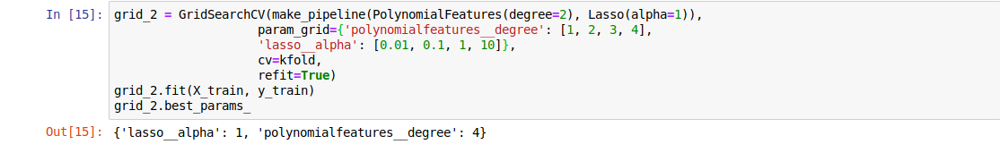 In [15]: grid_2 = GridSearchCV(make_pipeline(PolynomialFeatures(degree=2), Lasso(alpha=1)),
param_grid={'polynomialfeatures__degree': [1, 2, 3, 4],
'lasso__alpha': [0.01, 0.1, 1, 10]},
cv=kfold,
refit=True)
grid_2.fit(X_train, y_train)
grid_2.best_params_
Out[15]: {'lasso__alpha': 1, 'polynomialfeatures__degree': 4}